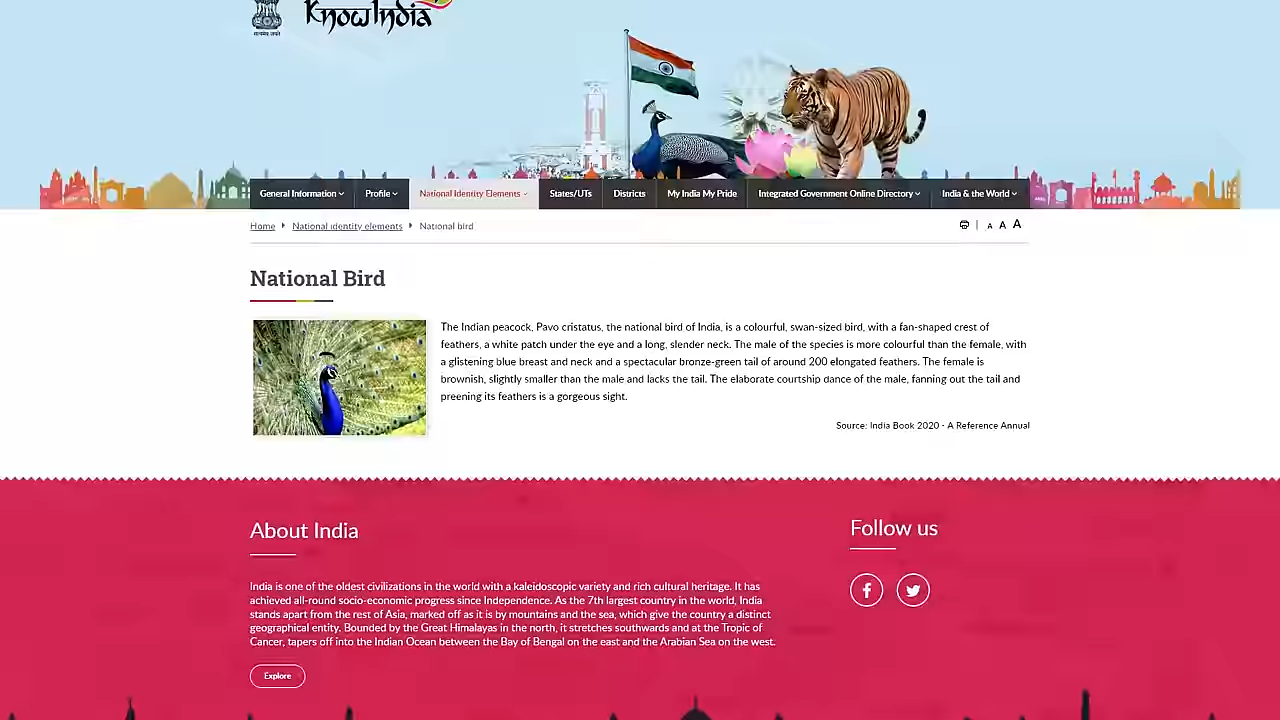 सत्यमेव जयते
KnowIndia
General Information
Profile
National Identity Elements
States/UTs
Districts
My India My Pride
Integrated Government Online Directory
India & the World
Home
National identity elements
National bird
| A A A
National Bird
The Indian peacock, Pavo cristatus, the national bird of India, is a colourful, swan-sized bird, with a fan-shaped crest of
feathers, a white patch under the eye and a long, slender neck. The male of the species is more colourful than the female, with
a glistening blue breast and neck and a spectacular bronze-green tail of around 200 elongated feathers. The female is
brownish, slightly smaller than the male and lacks the tail. The elaborate courtship dance of the male, fanning out the tail and
preening its feathers is a gorgeous sight.
Source: India Book 2020 - A Reference Annual
About India
India is one of the oldest civilizations in the world with a kaleidoscopic variety and rich cultural heritage. It has
achieved all-round socio-economic progress since Independence. As the 7th largest country in the world, India
stands apart from the rest of Asia, marked off as it is by mountains and the sea, which give the country a distinct
geographical entity. Bounded by the Great Himalayas in the north, it stretches southwards and at the Tropic of
Cancer, tapers off into the Indian Ocean between the Bay of Bengal on the east and the Arabian Sea on the west.
Explore
Follow us